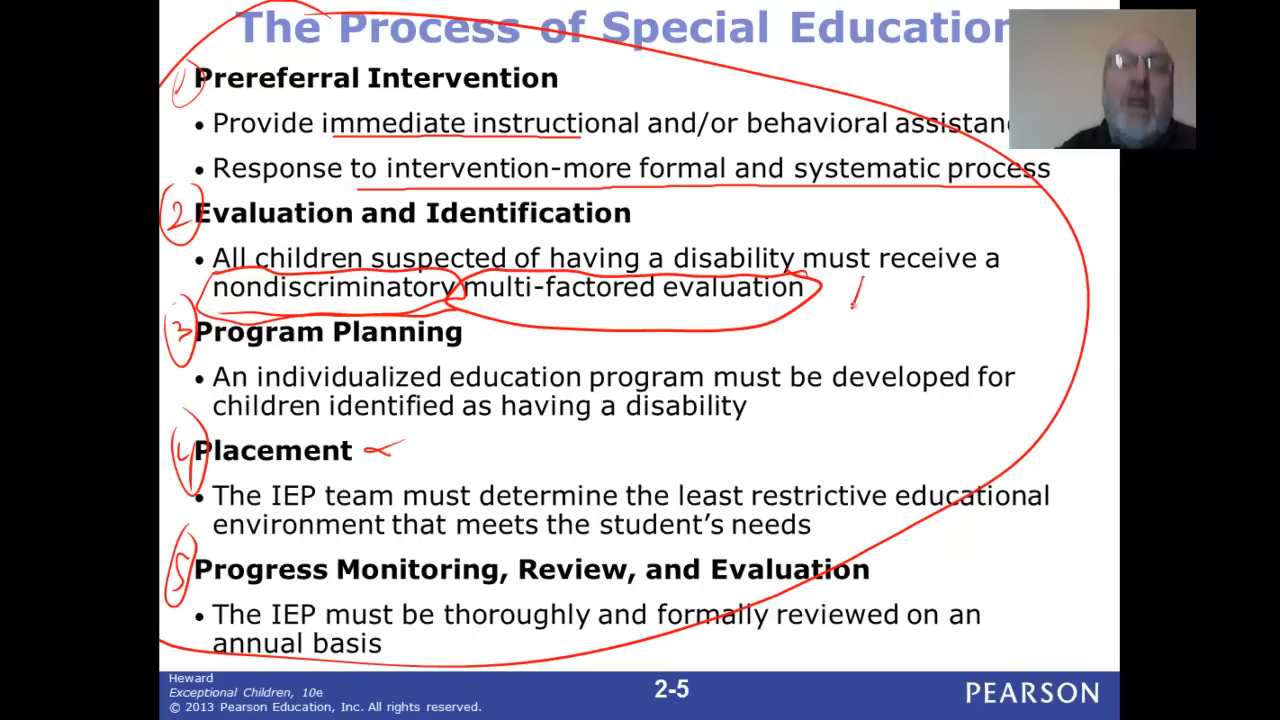 The Process of Special Education
1 Prereferral Intervention
• Provide immediate instructional and/or behavioral
• Response to intervention-more formal and systematic process
2 Evaluation and Identification
• All children suspected of having a disability must receive a
nondiscriminatory multi-factored evaluation
3 Program Planning
• An individualized education program must be developed for
children identified as having a disability
4 Placement
• The IEP team must determine the least restrictive educational
environment that meets the student’s needs
5 Progress Monitoring, Review, and Evaluation
• The IEP must be thoroughly and formally reviewed on an
annual basis
Heward
Exceptional Children, 10e
© 2013 Pearson Education, Inc. All rights reserved.
2-5
PEARSON